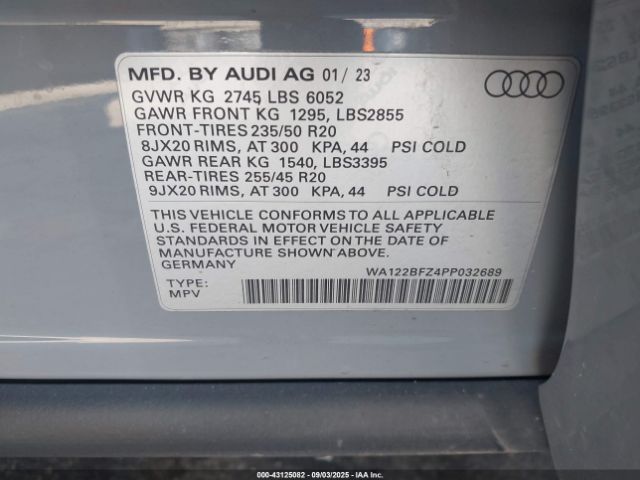 MFD. BY AUDI AG 01 / 23
GVWR KG 2745 LBS 6052
GAWR FRONT KG 1295, LBS2855
FRONT-TIRES 235/50 R20
8JX20 RIMS, AT 300 KPA, 44 PSI COLD
GAWR REAR KG 1540, LBS3395
REAR-TIRES 255/45 R20
9JX20 RIMS, AT 300 KPA, 44 PSI COLD
THIS VEHICLE CONFORMS TO ALL APPLICABLE
U.S. FEDERAL MOTOR VEHICLE SAFETY
STANDARDS IN EFFECT ON THE DATE OF
MANUFACTURE SHOWN ABOVE.
GERMANY
WA122BFZ4PP032689
TYPE:
MPV
000-43125082 - 09/03/2025 - IAA Inc.